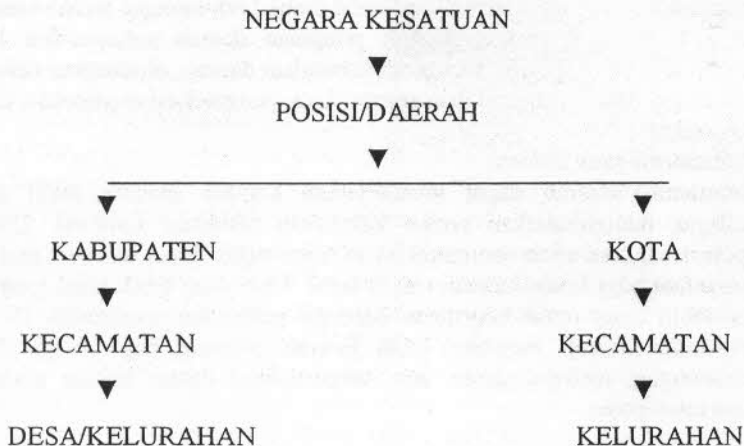 NEGARA KESATUAN
POSISI/DAERAH
KABUPATEN KOTA
KECAMATAN KECAMATAN
DESA/KELURAHAN KELURAHAN